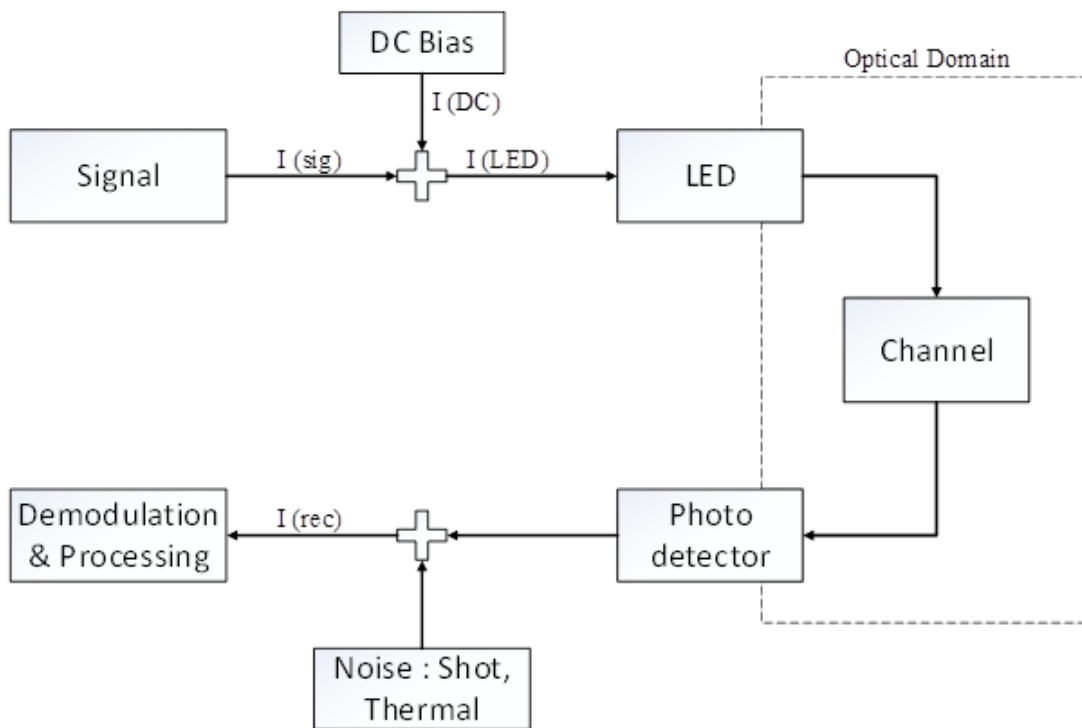 DC Bias
Optical Domain
I (DC)
Signal
I (sig)
I (LED)
LED
Channel
Demodulation
& Processing
I (rec)
Photo
detector
Noise : Shot,
Thermal